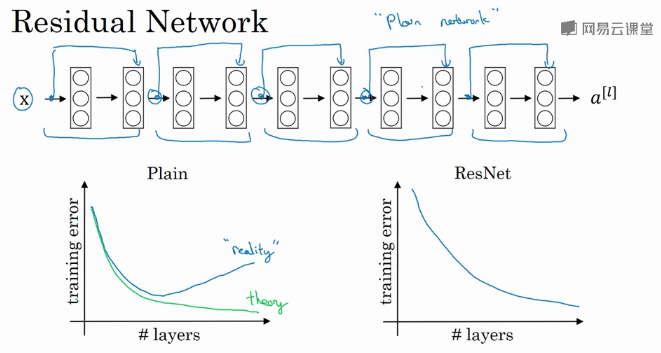 Residual Network
"Plain network"
网易云课堂
x
a[l]
Plain
ResNet
training error
"reality"
theory
# layers
training error
# layers